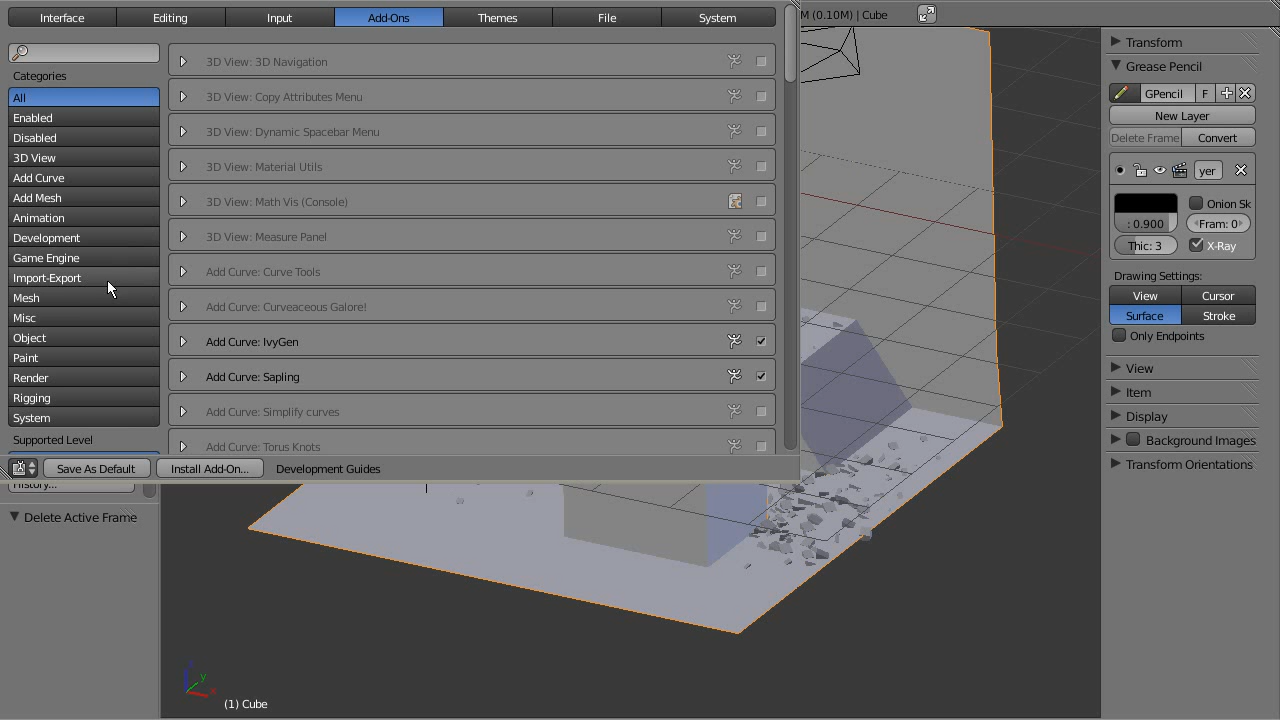 Interface Editing Input Add-Ons Themes File System
M (0.10M) | Cube
Categories
All
Enabled
Disabled
3D View
Add Curve
Add Mesh
Animation
Development
Game Engine
Import-Export
Mesh
Misc
Object
Paint
Render
Rigging
System
Supported Level
3D View: 3D Navigation
3D View: Copy Attributes Menu
3D View: Dynamic Spacebar Menu
3D View: Material Utils
3D View: Math Vis (Console)
3D View: Measure Panel
Add Curve: Curve Tools
Add Curve: Curveaceous Galore!
Add Curve: IvyGen
Add Curve: Sapling
Add Curve: Simplify curves
Add Curve: Torus Knots
Save As Default Install Add-On... Development Guides
History...
Delete Active Frame
z
y
x
(1) Cube
Transform
Grease Pencil
GPencil F
New Layer
Delete Frame Convert
yer
Onion Sk
: 0.900 Fram: 0
Thic: 3 X-Ray
Drawing Settings:
View Cursor
Surface Stroke
Only Endpoints
View
Item
Display
Background Images
Transform Orientations